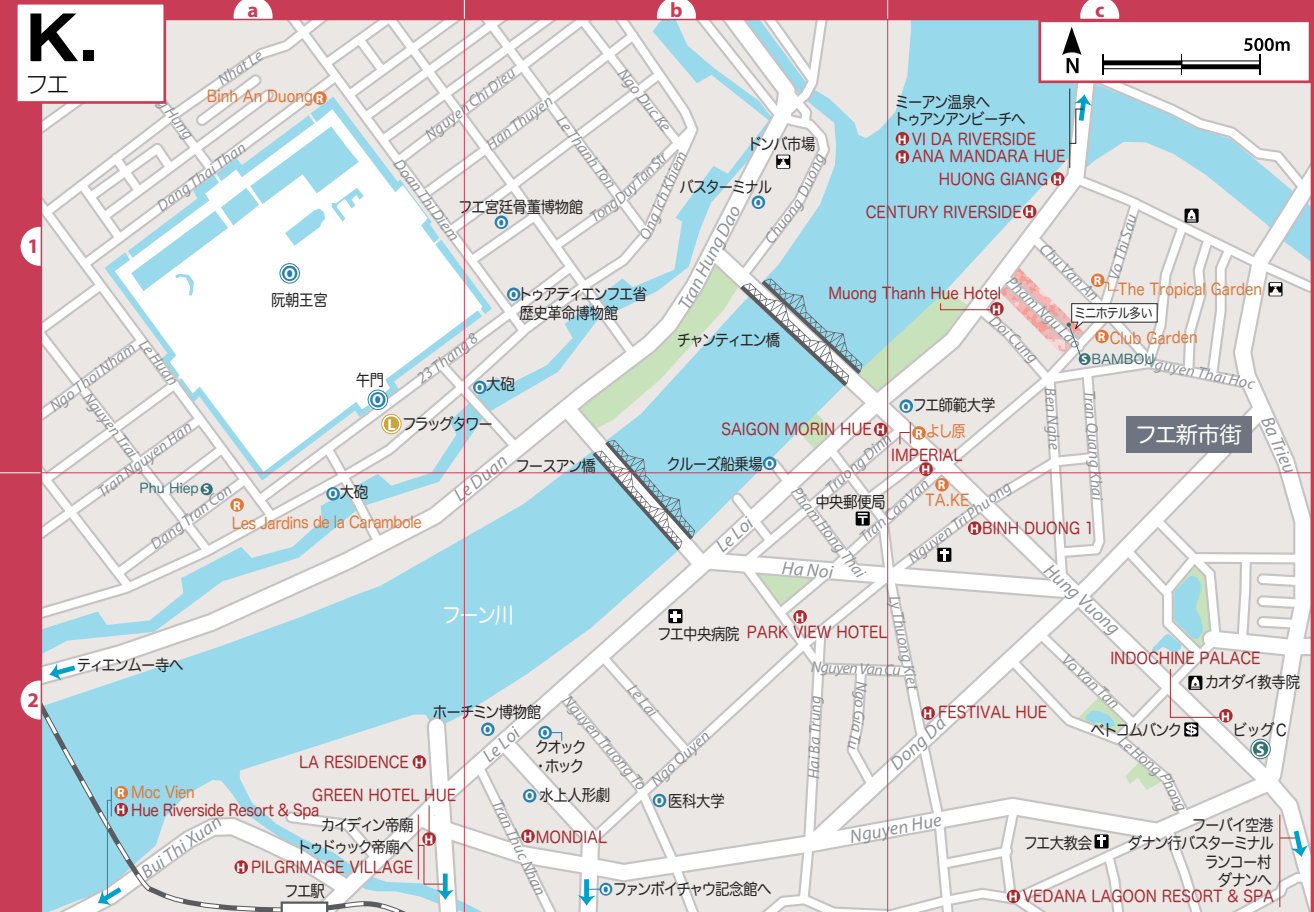 K.
フエ
a
b
c
1
2
N
500m
Nhat Le
Binh An Duong R
Dang Thai Than
Nguyen Chi Dieu
Han Thuyen
Le Thanh Ton
Ngo Duc Ke
Tong Duy Tan Str
Ong Ich Khiem
Doan Thi Diem
ドンバ市場
バスターミナル
Chuong Duong
フエ宮廷骨董博物館
Tran Hung Dao
阮朝王宮
トゥアティエンフエ省
歴史革命博物館
チャンティエン橋
ミーアン温泉へ
トゥアンアンビーチへ
H VI DA RIVERSIDE
H ANA MANDARA HUE
HUONG GIANG H
CENTURY RIVERSIDE H
Muong Thanh Hue Hotel
H
Chu Van An
Vo Thi Sau
Pham Ngu Lao
Doi Cung
R The Tropical Garden
ミニホテル多い
R Club Garden
S BAMBOU
Nguyen Thai Hoc
Ba Trieu
Ben Nghe
Tran Quang Khai
フエ新市街
Le Huan
Ngo Thoi Nham
Nguyen Trai
Tran Nguyen Han
23 Thang 8
午門
L フラッグタワー
大砲
Phu Hiep S
R
Les Jardins de la Carambole
大砲
Dang Tran Con
Le Duan
フースアン橋
フエ師範大学
SAIGON MORIN HUE H
R よし原
IMPERIAL
H
R
TA.KE
クルーズ船乗場
Truong Dinh
中央郵便局
Tran Cao Van
Pham Hong Thai
Nguyen Tri Phuong
H BINH DUONG 1
Le Loi
Ha Noi
Hung Vuong
フーン川
フエ中央病院
H
PARK VIEW HOTEL
Ly Thuong Kiet
Nguyen Van Cu
Ngo Gia Tu
Hai Ba Trung
H FESTIVAL HUE
Dong Da
Vo Van Tan
INDOCHINE PALACE
H
カオダイ教寺院
ベトコムバンク
ビッグC
S
Le Hong Phong
ティエンムー寺へ
ホーチミン博物館
Le Loi
クオック
・ホック
Nguyen Truong To
Le Lai
Ngo Quyen
水上人形劇
医科大学
LA RESIDENCE H
R Moc Vien
H Hue Riverside Resort & Spa
GREEN HOTEL HUE
H
カイディン帝廟
トゥドゥック帝廟へ
H PILGRIMAGE VILLAGE
Bui Thi Xuan
フエ駅
Tran Thuc Nhan
H MONDIAL
ファンボイチャウ記念館へ
Nguyen Hue
フエ大教会
フーバイ空港
ダナン行バスターミナル
ランコー村
ダナンへ
H VEDANA LAGOON RESORT & SPA